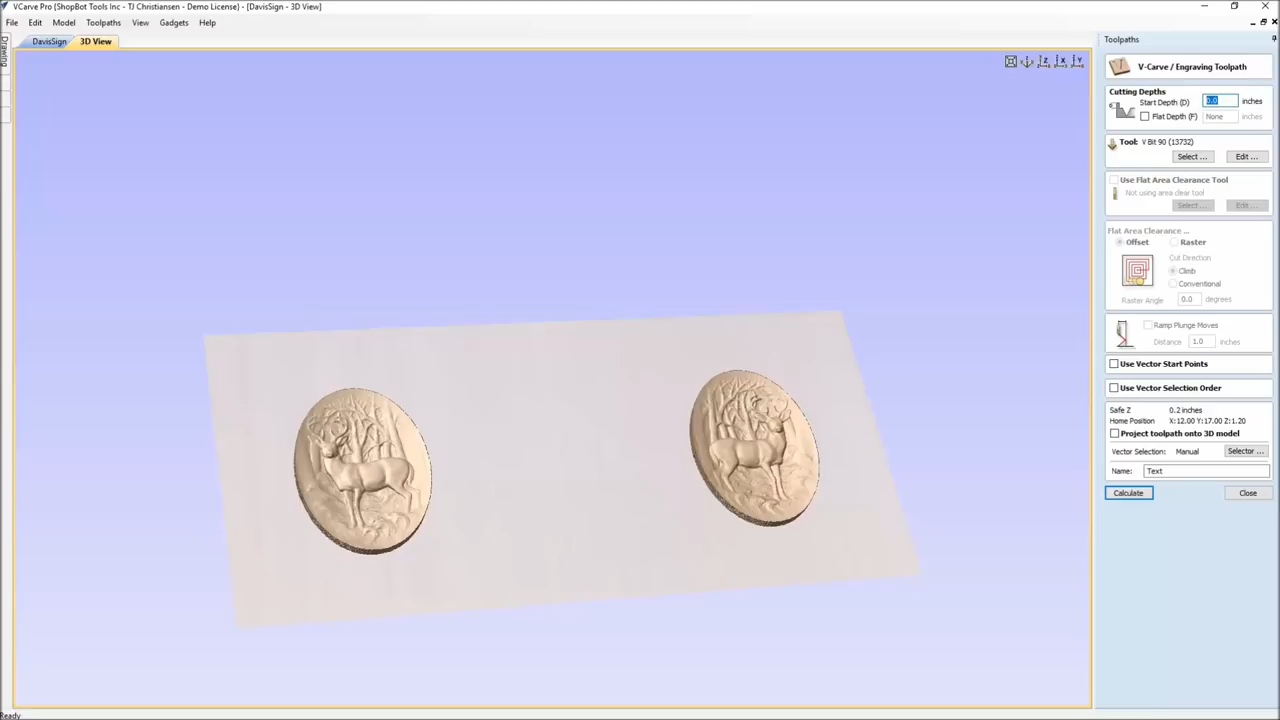 VCarve Pro (ShopBot Tools Inc - TJ Christiansen - Demo License) - [DavisSign - 3D View]
File Edit Model Toolpaths View Gadgets Help
DavisSign 3D View
Drawing
Z X Y
Toolpaths
V-Carve / Engraving Toolpath
Cutting Depths
Start Depth (D) 0.0 inches
Flat Depth (F) None inches
Tool: V Bit 90 (13732)
Select ... Edit ...
Use Flat Area Clearance Tool
Not using area clear tool
Select ... Edit ...
Flat Area Clearance ...
Offset Raster
Cut Direction
Climb
Conventional
Raster Angle 0.0 degrees
Ramp Plunge Moves
Distance 1.0 inches
Use Vector Start Points
Use Vector Selection Order
Safe Z 0.2 inches
Home Position X:12.00 Y:17.00 Z:1.20
Project toolpath onto 3D model
Vector Selection: Manual Selector ...
Name: Text
Calculate Close
Ready